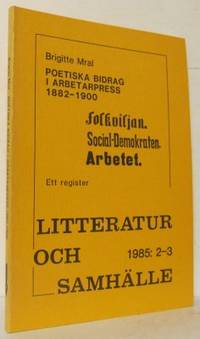 Brigitte Mral
POETISKA BIDRAG
I ARBETARPRESS
1882-1900
Folkviljan.
Social-Demokraten.
Arbetet.
Ett register
LITTERATUR
OCH 1985: 2-3
SAMHÄLLE